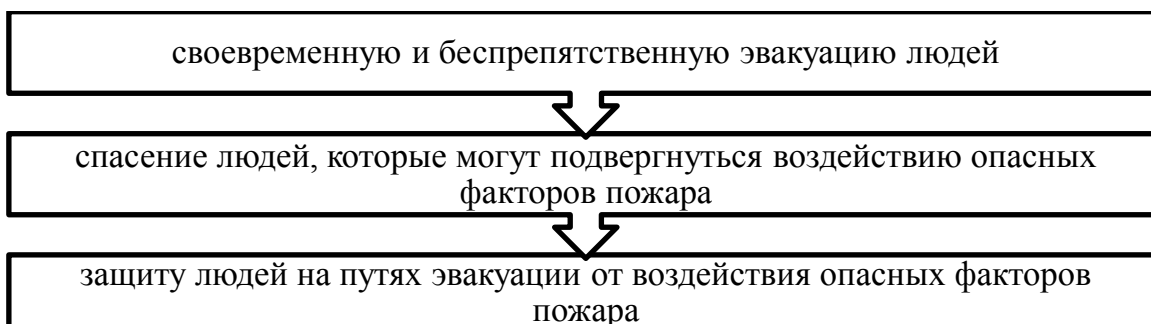 своевременную и беспрепятственную эвакуацию людей
спасение людей, которые могут подвергнуться воздействию опасных
факторов пожара
защиту людей на путях эвакуации от воздействия опасных факторов
пожара